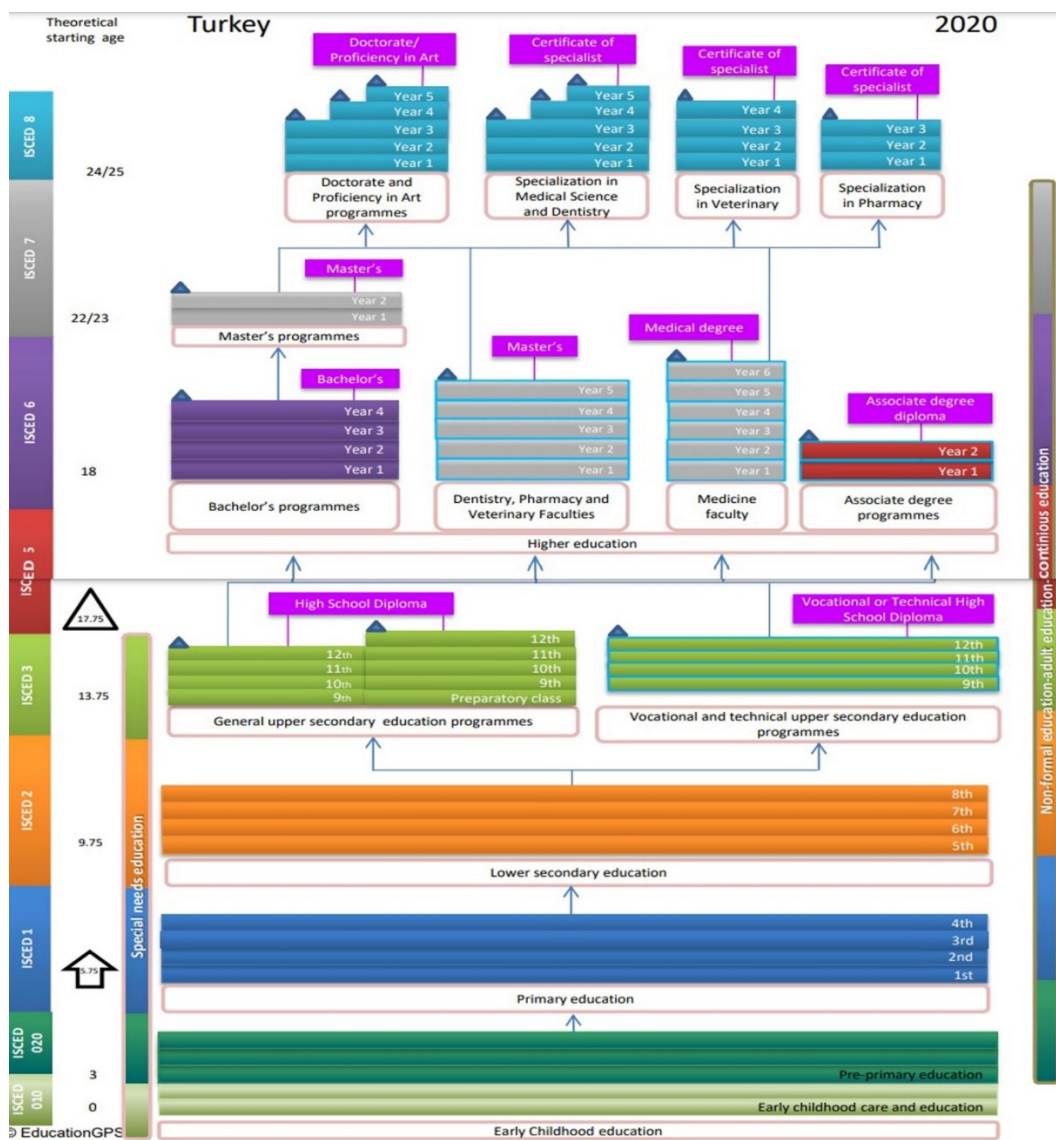 Theoretical
starting age
Turkey
2020
Doctorate/
Proficiency in Art
Certificate of
specialist
Certificate of
specialist
Certificate of
specialist
Year 5
Year 4
Year 3
Year 2
Year 1
Year 5
Year 4
Year 3
Year 2
Year 1
Year 4
Year 3
Year 2
Year 1
Year 3
Year 2
Year 1
ISCED 8
24/25
Doctorate and
Proficiency in Art
programmes
Specialization in
Medical Science
and Dentistry
Specialization
in Veterinary
Specialization
in Pharmacy
ISCED 7
Master's
Year 2
Year 1
22/23
Master's programmes
Medical degree
Master's
Bachelor's
Associate degree
diploma
ISCED 6
Year 4
Year 3
Year 2
Year 1
Year 5
Year 4
Year 3
Year 2
Year 1
Year 6
Year 5
Year 4
Year 3
Year 2
Year 1
Year 2
Year 1
18
Bachelor's programmes
Dentistry, Pharmacy and
Veterinary Faculties
Medicine
faculty
Associate degree
programmes
Higher education
ISCED 5
17.75
High School Diploma
Vocational or Technical High
School Diploma
12th
11th
10th
9th
12th
11th
10th
9th
Preparatory class
12th
11th
10th
9th
ISCED 3
13.75
General upper secondary education programmes
Vocational and technical upper secondary education
programmes
ISCED 2
8th
7th
6th
5th
9.75
Lower secondary education
ISCED 1
4th
3rd
2nd
1st
5.75
Primary education
ISCED
020
3
Pre-primary education
ISCED
010
0
Early childhood care and education
Early Childhood education
Special needs education
Non-formal education-adult education-continious education
© EducationGPS